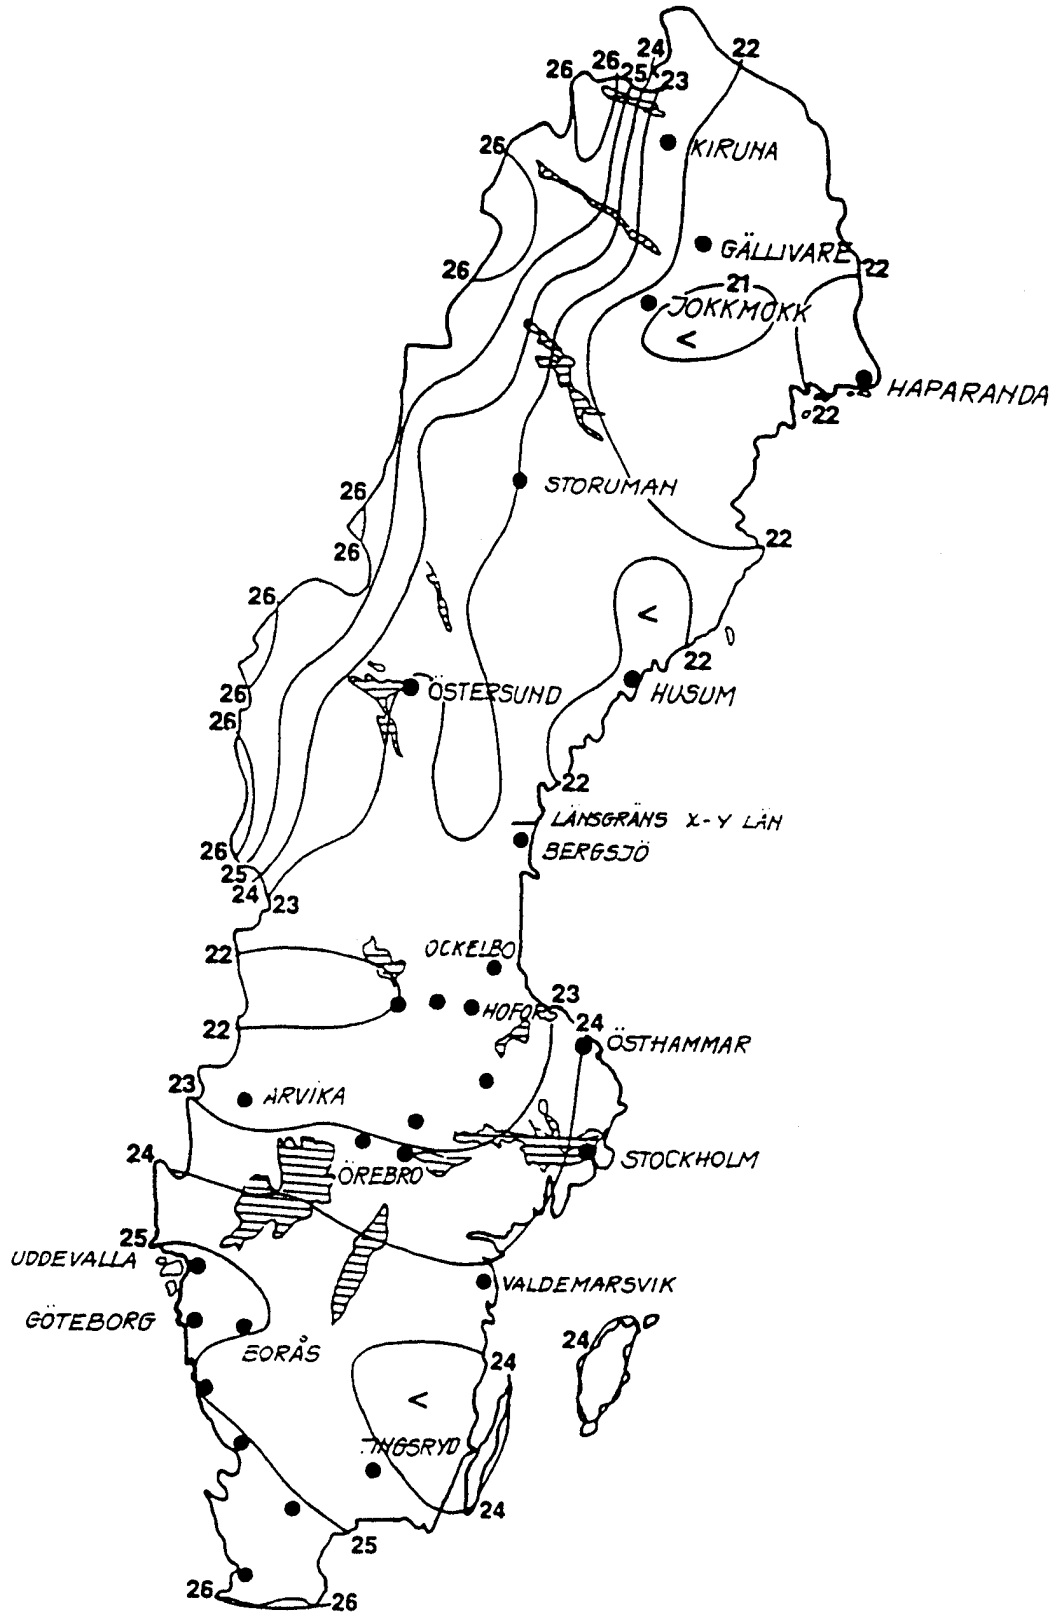 24
22
26
26
25
23
26
KIRUNA
GÄLLIVARE
26
22
21
JOKKMOKK
<
HAPARANDA
22
STORUMAN
26
26
22
26
<
22
26
ÖSTERSUND
HUSUM
26
22
LÄNSGRÄNS X-Y LÄN
26
BERGSJÖ
25
24
23
22
OCKELBO
23
HOFORS
24
22
ÖSTHAMMAR
23
ARVIKA
24
STOCKHOLM
ÖREBRO
25
UDDEVALLA
VALDEMARSVIK
GÖTEBORG
24
EORÅS
24
<
24
25
26
26